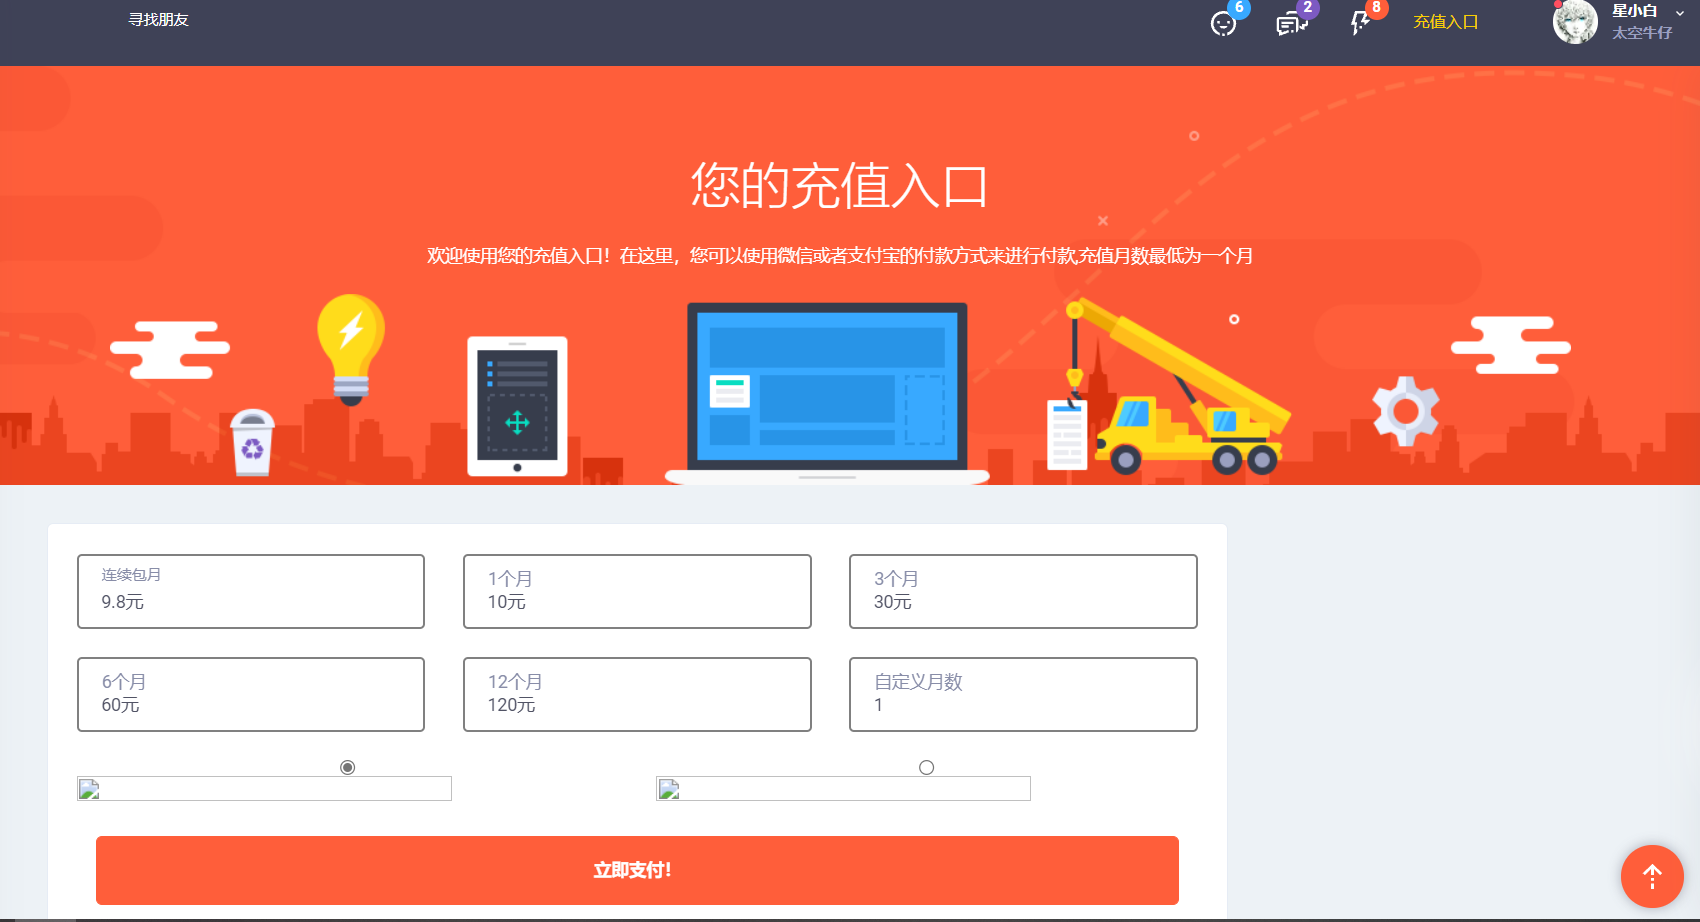 寻找朋友
6
2
8
充值入口
星小白
太空牛仔
您的充值入口
欢迎使用您的充值入口！在这里，您可以使用微信或者支付宝的付款方式来进行付款,充值月数最低为一个月
连续包月
9.8元
1个月
10元
3个月
30元
6个月
60元
12个月
120元
自定义月数
1
立即支付！